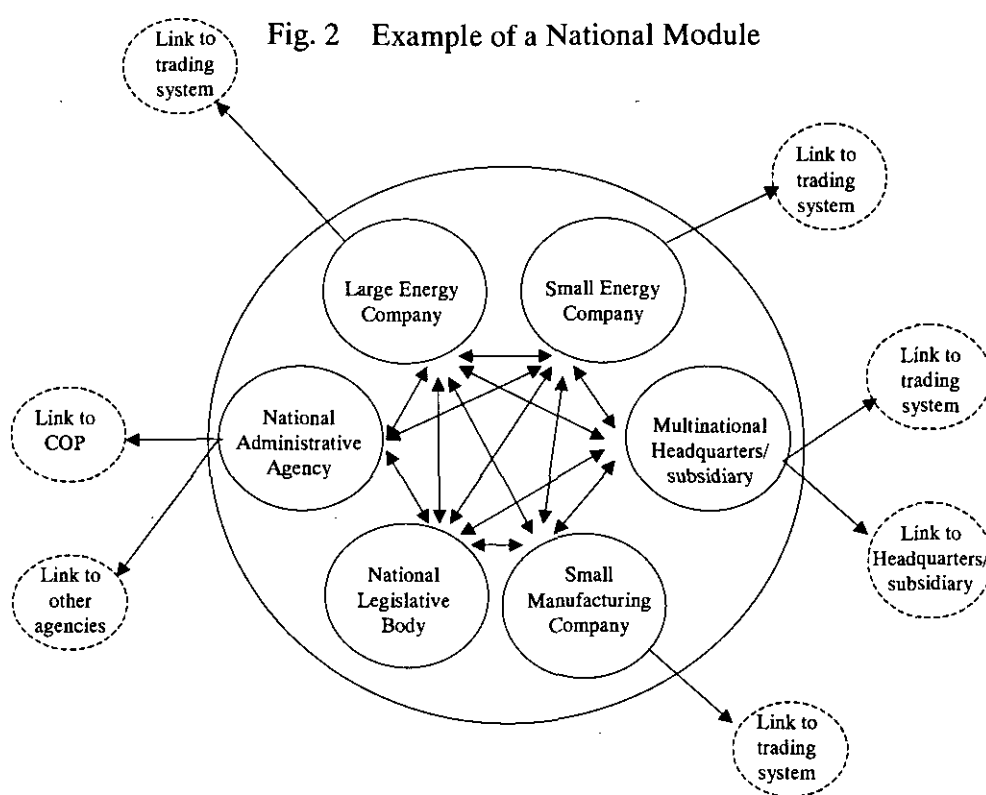 Fig. 2 Example of a National Module
Link to
trading
system
Link to
trading
system
Large Energy
Company
Small Energy
Company
Link to
trading
system
Link to
COP
National
Administrative
Agency
Multinational
Headquarters/
subsidiary
Link to
Headquarters/
subsidiary
Link to
other
agencies
National
Legislative
Body
Small
Manufacturing
Company
Link to
trading
system